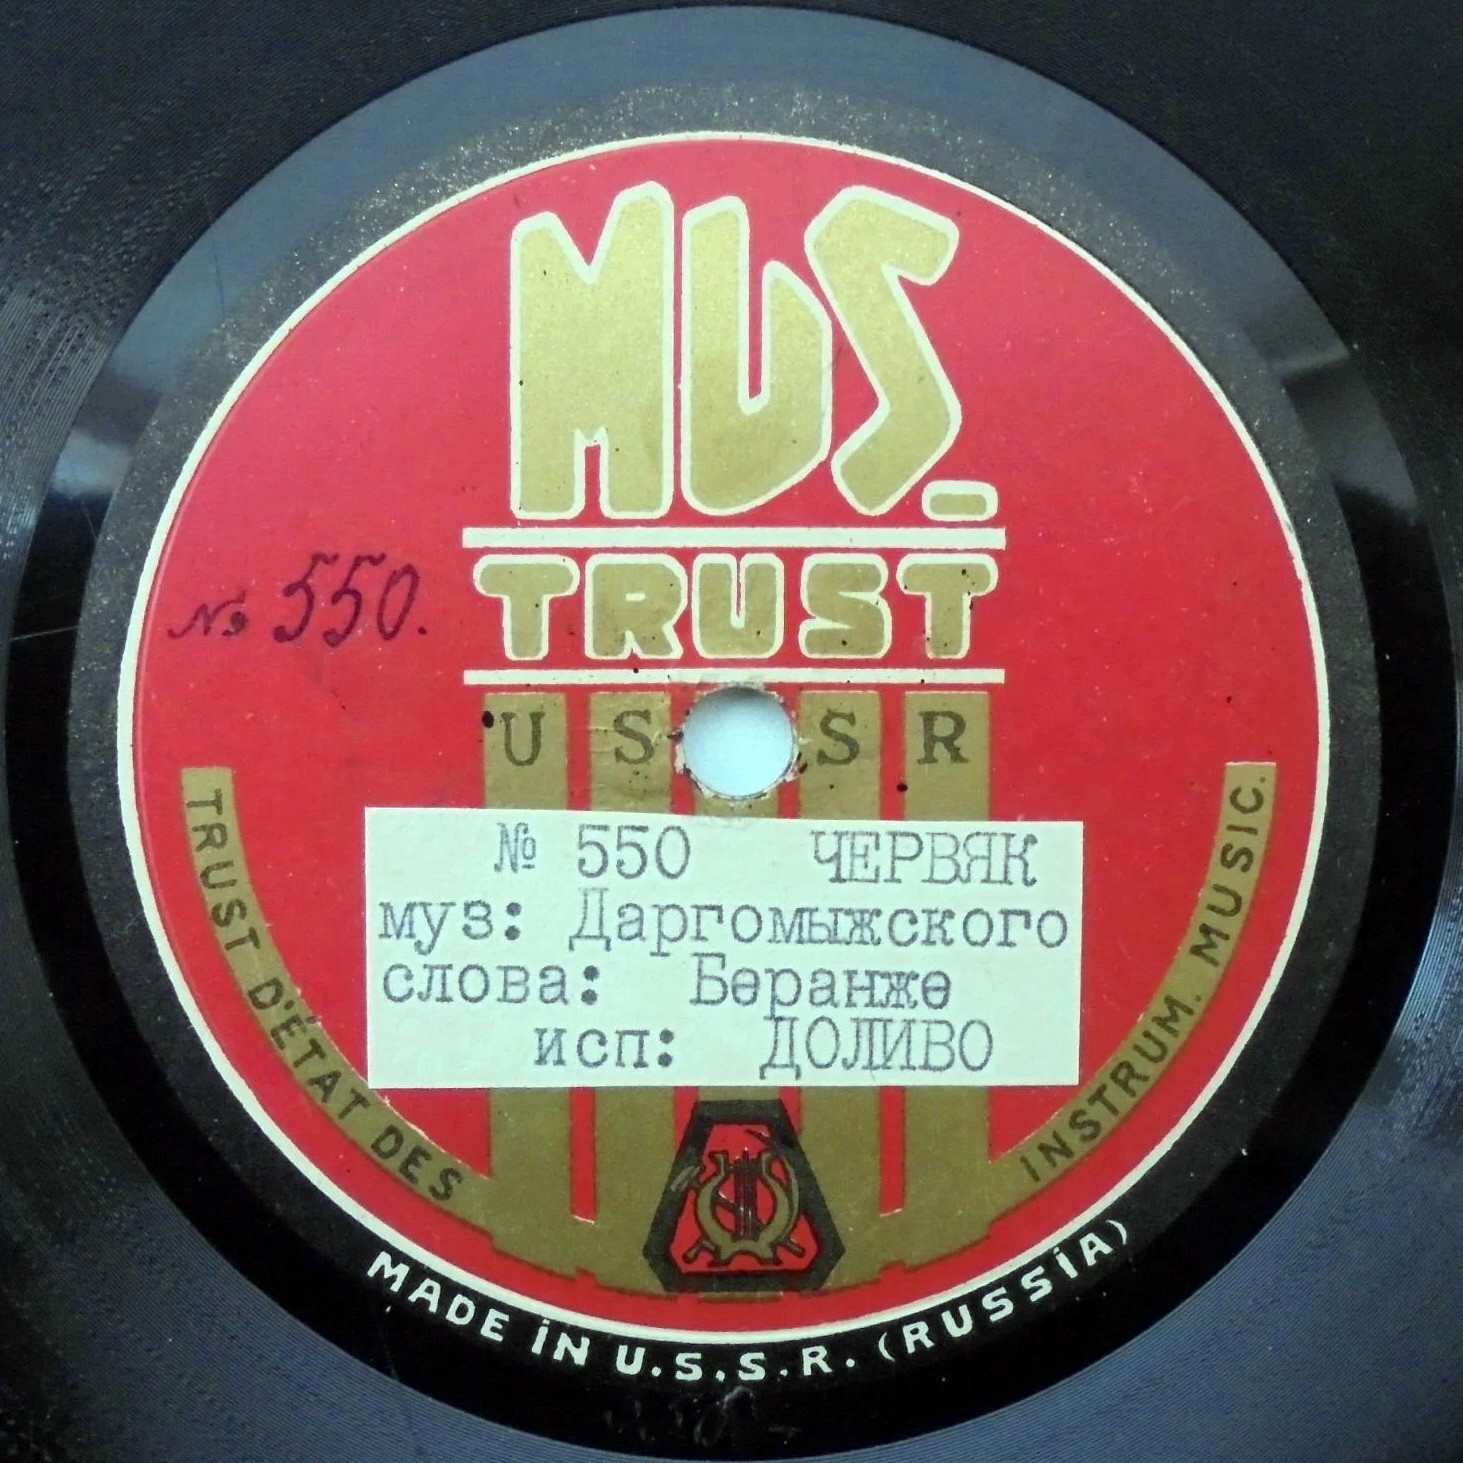 MUS.
TRUST
№ 550.
U S S R
№ 550 ЧЕРВЯК
муз: Даргомыжского
слова: Беранже
исп: ДОЛИВО
TRUST D'ÉTAT DES INSTRUM. MUSIC.
MADE IN U.S.S.R. (RUSSIA)